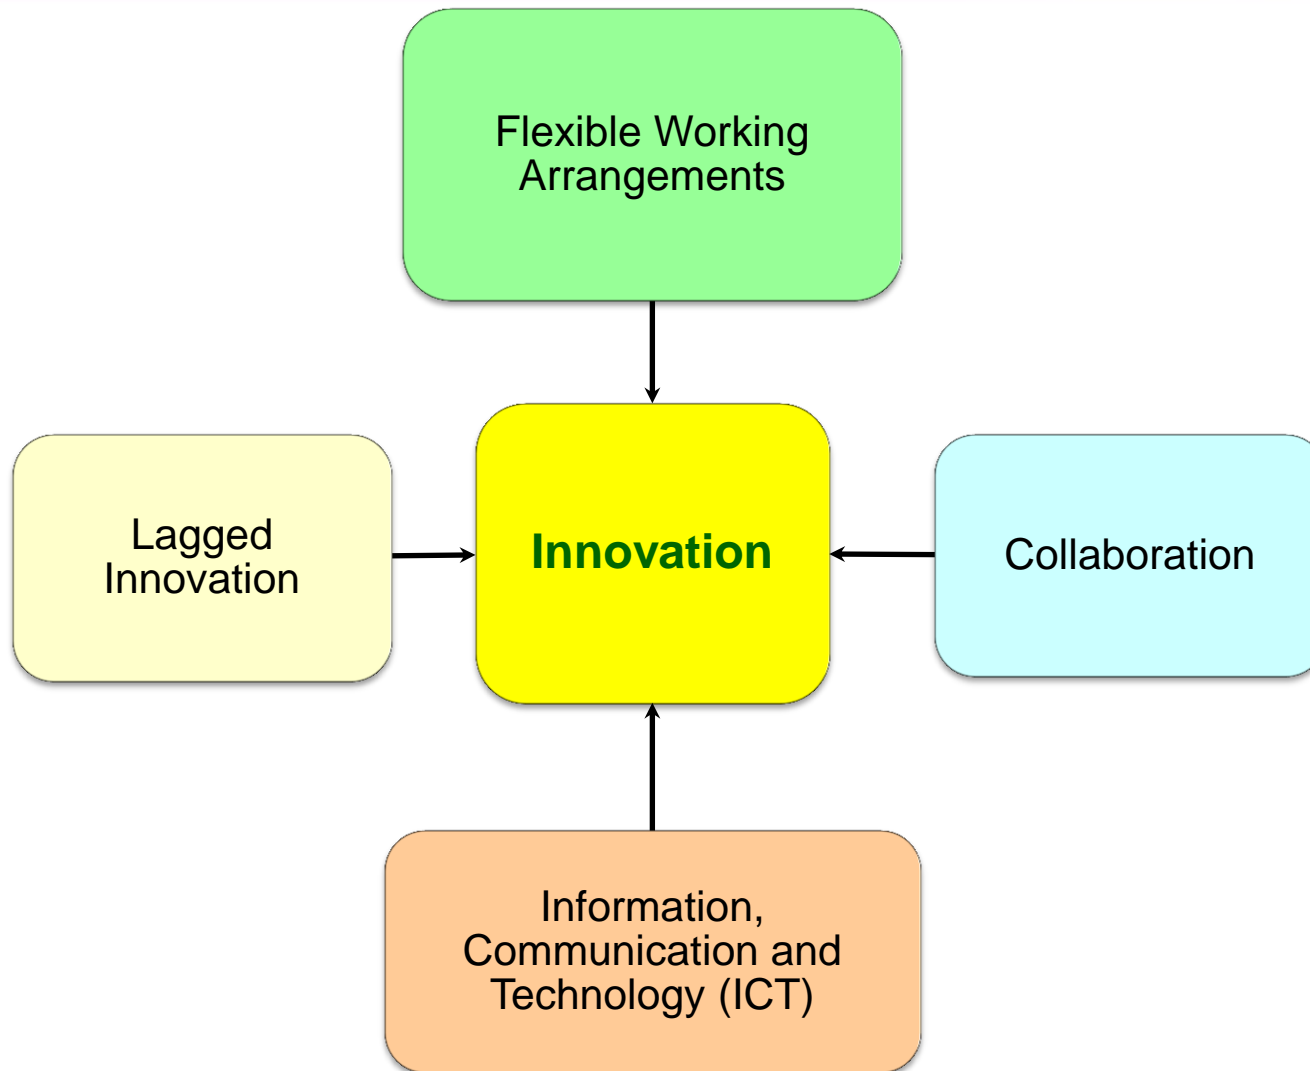 Flexible Working
Arrangements
Lagged
Innovation
Innovation
Collaboration
Information,
Communication and
Technology (ICT)